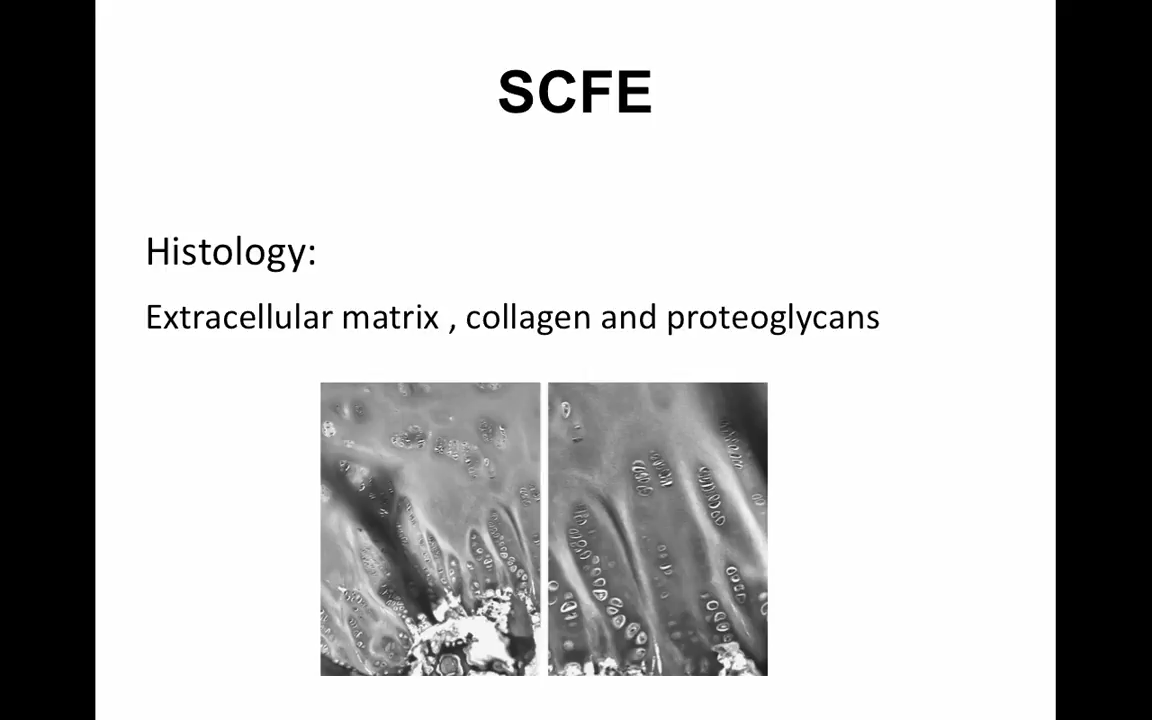 SCFE
Histology:
Extracellular matrix , collagen and proteoglycans